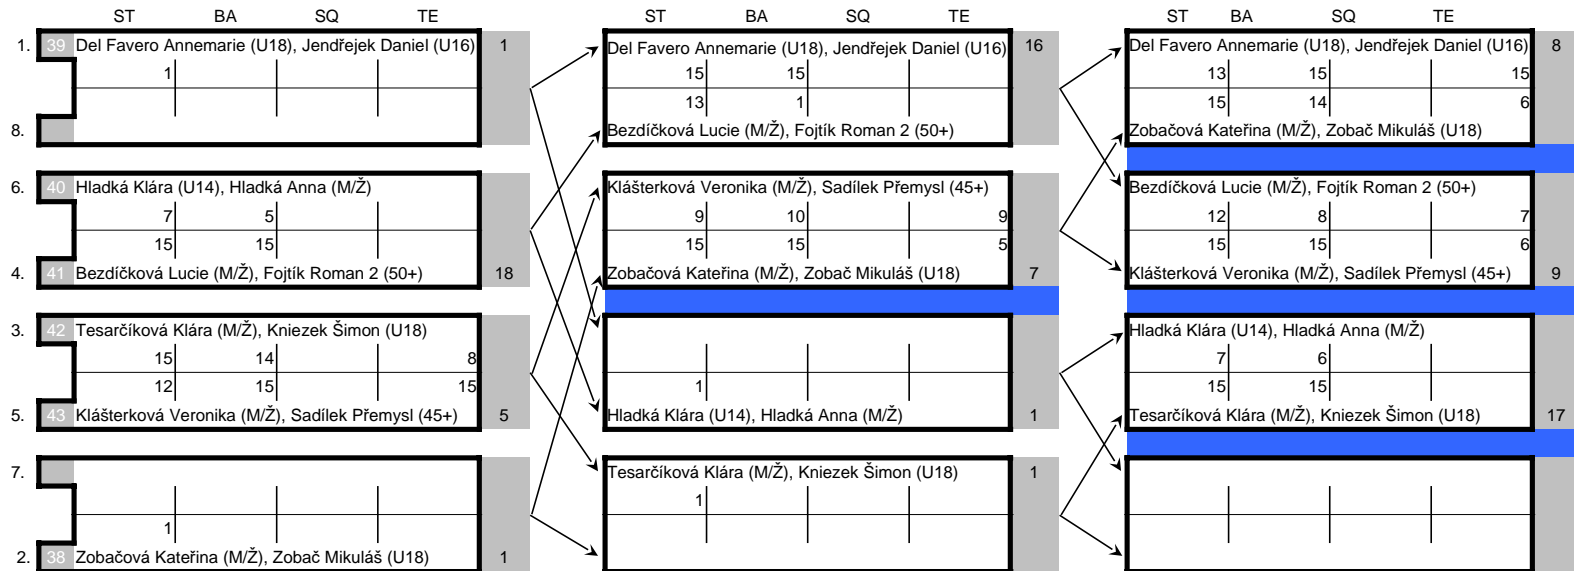 ST BA SQ TE ST BA SQ TE ST BA SQ TE
1. 39 Del Favero Annemarie (U18), Jendřejek Daniel (U16) 1 Del Favero Annemarie (U18), Jendřejek Daniel (U16) 16 Del Favero Annemarie (U18), Jendřejek Daniel (U16) 8
1 15 15 13 15 15
13 1 15 14 6
8. Bezdíčková Lucie (M/Ž), Fojtík Roman 2 (50+) Zobačová Kateřina (M/Ž), Zobač Mikuláš (U18)
6. 40 Hladká Klára (U14), Hladká Anna (M/Ž) Klášterková Veronika (M/Ž), Sadílek Přemysl (45+) Bezdíčková Lucie (M/Ž), Fojtík Roman 2 (50+)
7 5 9 10 9 12 8 7
15 15 15 15 5 15 15 6
4. 41 Bezdíčková Lucie (M/Ž), Fojtík Roman 2 (50+) 18 Zobačová Kateřina (M/Ž), Zobač Mikuláš (U18) 7 Klášterková Veronika (M/Ž), Sadílek Přemysl (45+) 9
3. 42 Tesarčíková Klára (M/Ž), Kniezek Šimon (U18) Hladká Klára (U14), Hladká Anna (M/Ž)
15 14 8 7 6
12 15 15 1 15 15
5. 43 Klášterková Veronika (M/Ž), Sadílek Přemysl (45+) 5 Hladká Klára (U14), Hladká Anna (M/Ž) 1 Tesarčíková Klára (M/Ž), Kniezek Šimon (U18) 17
7. Tesarčíková Klára (M/Ž), Kniezek Šimon (U18) 1
1
1
2. 38 Zobačová Kateřina (M/Ž), Zobač Mikuláš (U18) 1